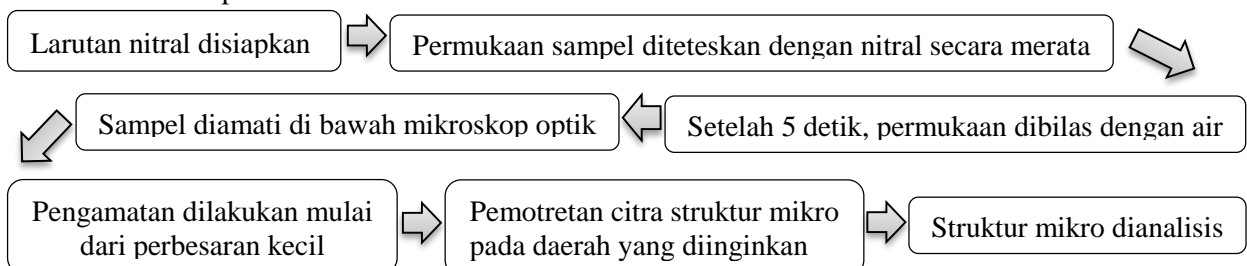 Larutan nitral disiapkan
Permukaan sampel diteteskan dengan nitral secara merata
Setelah 5 detik, permukaan dibilas dengan air
Sampel diamati di bawah mikroskop optik
Pengamatan dilakukan mulai
dari perbesaran kecil
Pemotretan citra struktur mikro
pada daerah yang diinginkan
Struktur mikro dianalisis